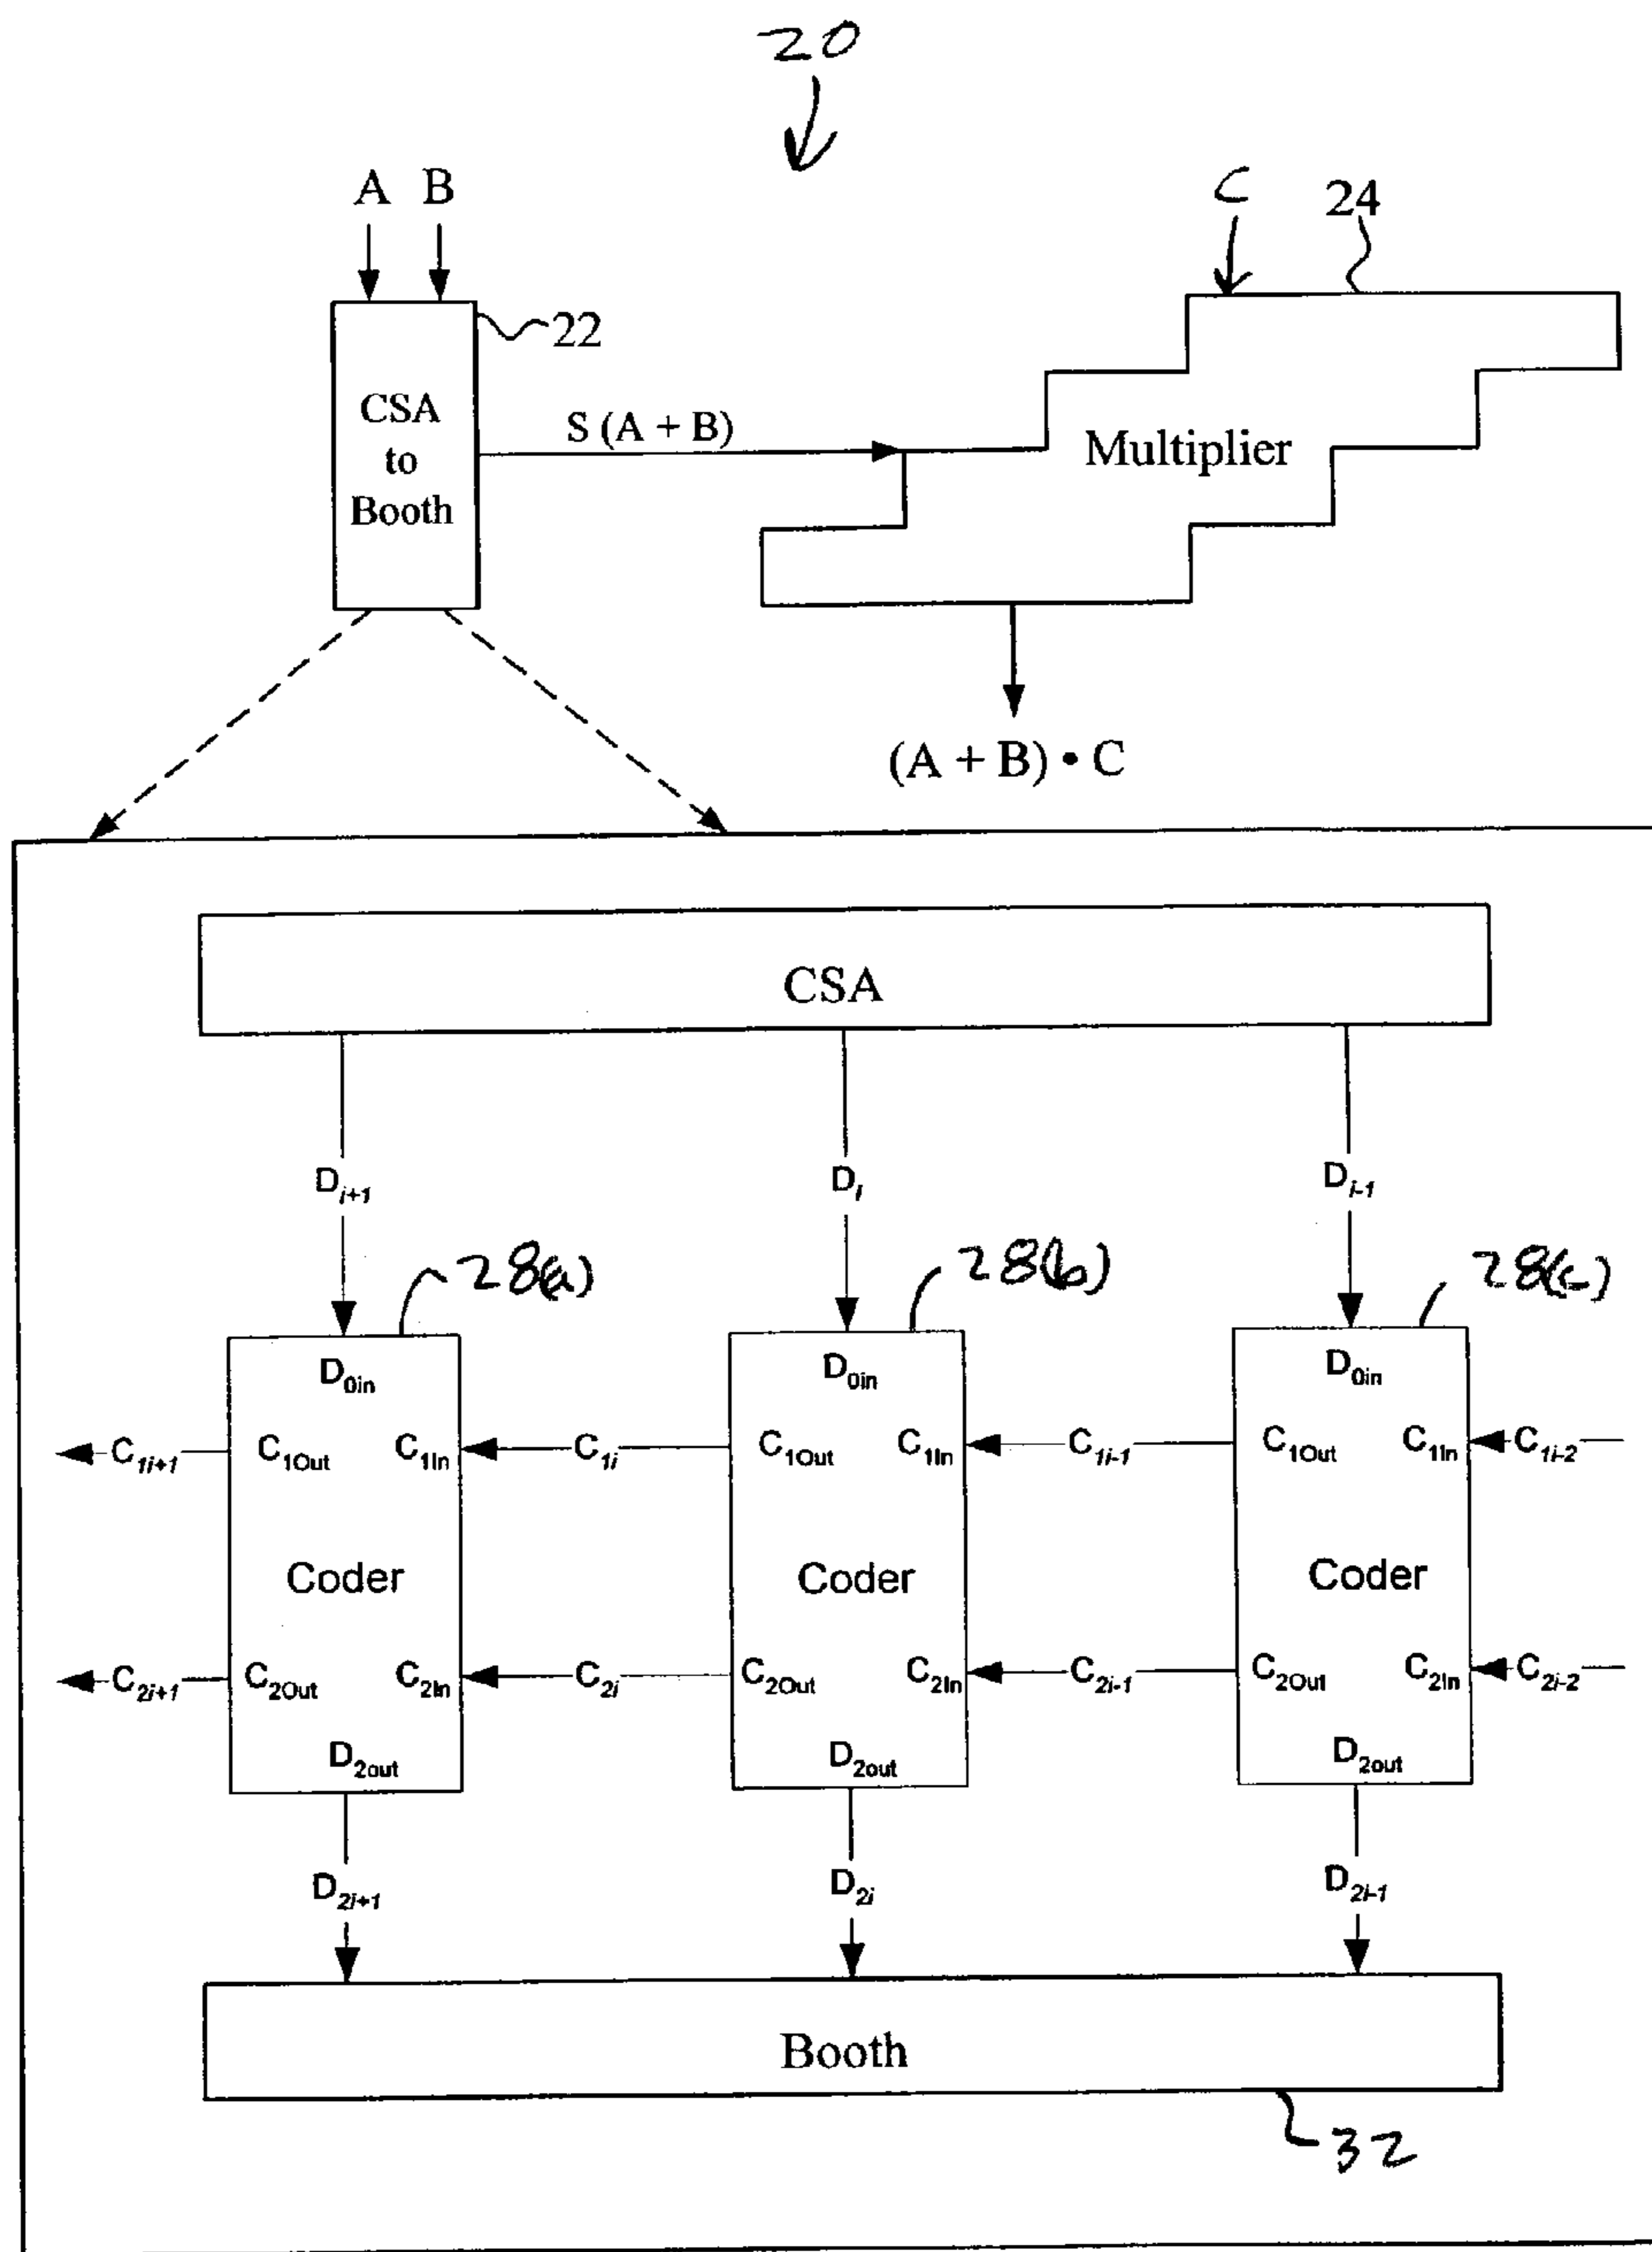 20
A B
C 24
22
CSA
to
Booth
S (A + B)
Multiplier
(A + B) • C
CSA
D_{i+1} D_i D_{i-1}
28(a) 28(b) 28(c)
D_{0in} D_{0in} D_{0in}
C_{1i+1} C_{1Out} C_{1In} C_{1i} C_{1Out} C_{1In} C_{1i-1} C_{1Out} C_{1In} C_{1i-2}
Coder Coder Coder
C_{2i+1} C_{2Out} C_{2In} C_{2i} C_{2Out} C_{2In} C_{2i-1} C_{2Out} C_{2In} C_{2i-2}
D_{2out} D_{2out} D_{2out}
D_{2i+1} D_{2i} D_{2i-1}
Booth
32